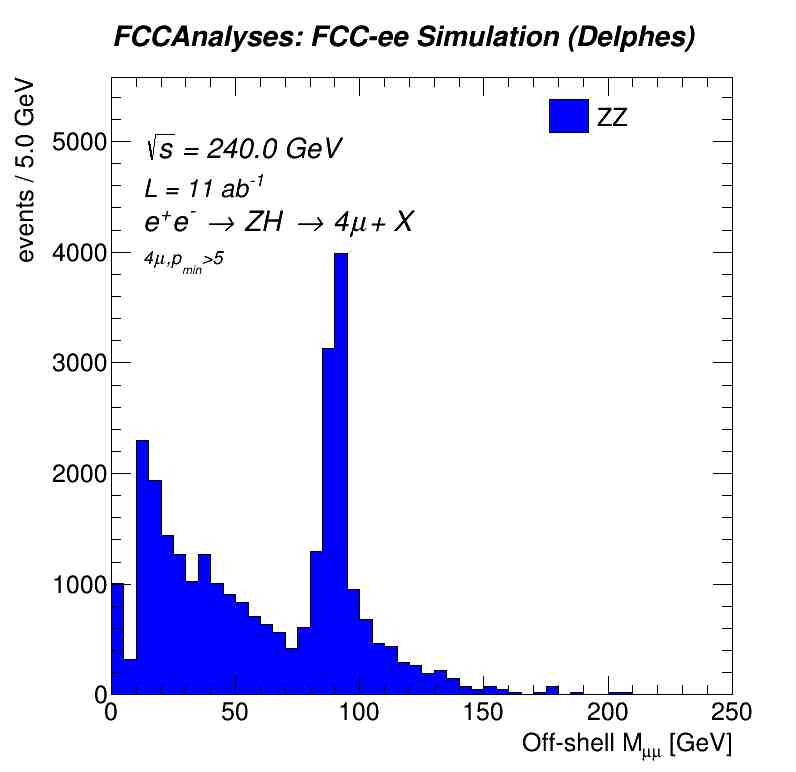 FCCAnalyses: FCC-ee Simulation (Delphes)
events / 5.0 GeV
ZZ
√s = 240.0 GeV
L = 11 ab⁻¹
e⁺e⁻ → ZH → 4μ + X
4μ,p_min>5
5000
4000
3000
2000
1000
0
0 50 100 150 200 250
Off-shell M_μμ [GeV]